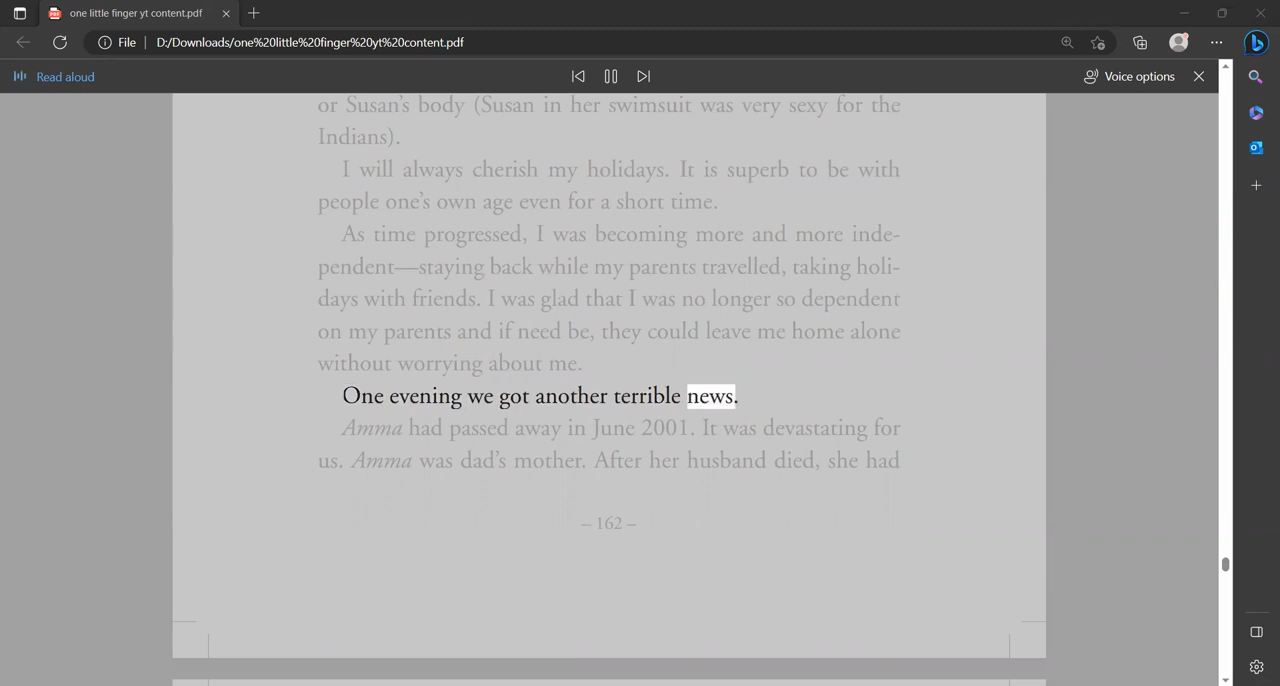 one little finger yt content.pdf
File
D:/Downloads/one%20little%20finger%20yt%20content.pdf
Read aloud
Voice options
or Susan's body (Susan in her swimsuit was very sexy for the
Indians).
I will always cherish my holidays. It is superb to be with
people one's own age even for a short time.
As time progressed, I was becoming more and more inde-
pendent—staying back while my parents travelled, taking holi-
days with friends. I was glad that I was no longer so dependent
on my parents and if need be, they could leave me home alone
without worrying about me.
One evening we got another terrible news.
Amma had passed away in June 2001. It was devastating for
us. Amma was dad's mother. After her husband died, she had
– 162 –